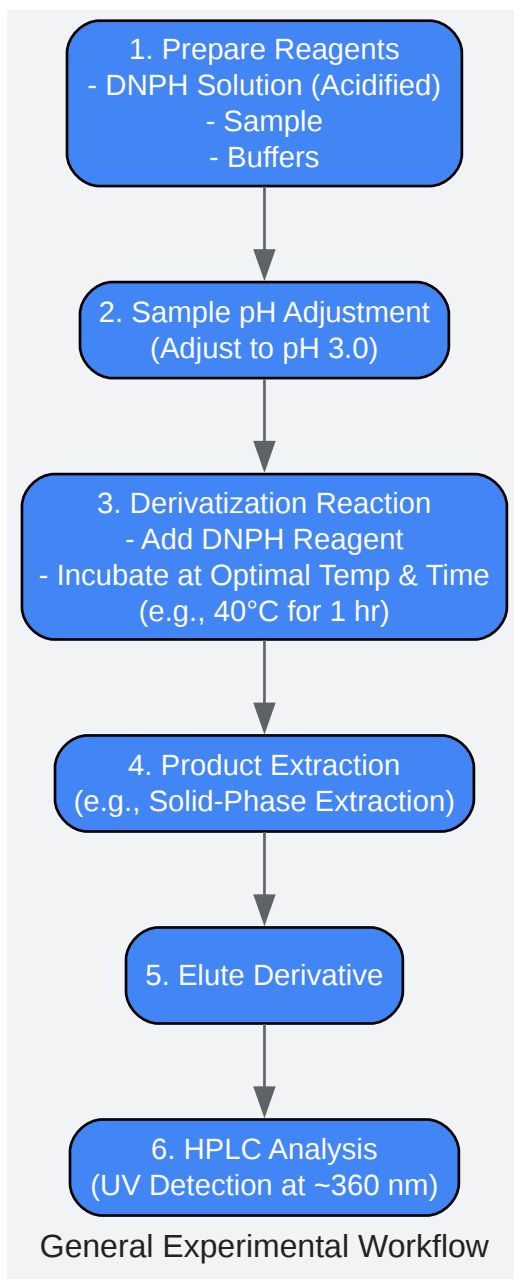 1. Prepare Reagents
- DNPH Solution (Acidified)
- Sample
- Buffers
2. Sample pH Adjustment
(Adjust to pH 3.0)
3. Derivatization Reaction
- Add DNPH Reagent
- Incubate at Optimal Temp & Time
(e.g., 40°C for 1 hr)
4. Product Extraction
(e.g., Solid-Phase Extraction)
5. Elute Derivative
6. HPLC Analysis
(UV Detection at ~360 nm)
General Experimental Workflow